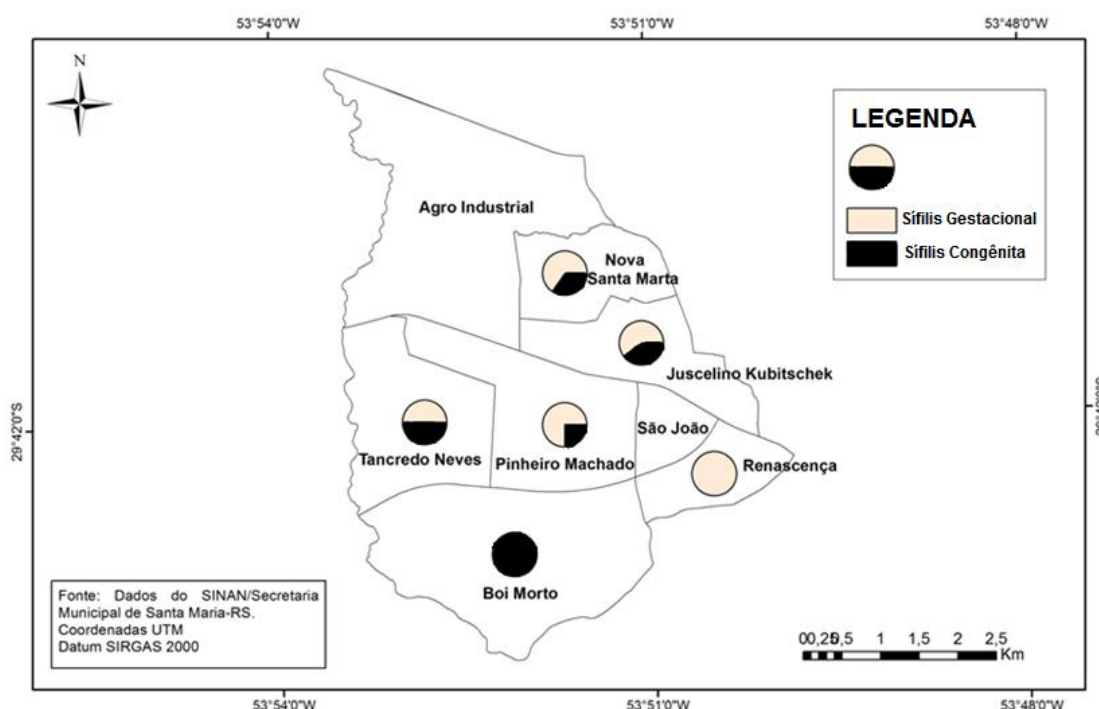 53°54'0"W
53°51'0"W
53°48'0"W
N
LEGENDA
Sífilis Gestacional
Sífilis Congênita
Agro Industrial
Nova
Santa Marta
Juscelino Kubitschek
São João
Tancredo Neves
Pinheiro Machado
Renascença
Boi Morto
29°42'0"S
Fonte: Dados do SINAN/Secretaria
Municipal de Santa Maria-RS.
Coordenadas UTM
Datum SIRGAS 2000
00,250,5 1 1,5 2 2,5
Km
53°54'0"W
53°51'0"W
53°48'0"W